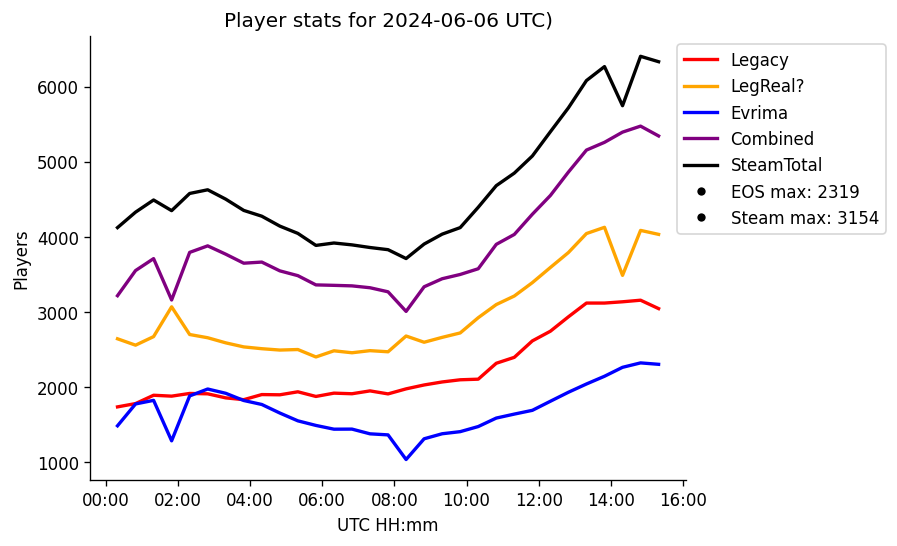 Player stats for 2024-06-06 UTC)
Players
6000
5000
4000
3000
2000
1000
00:00 02:00 04:00 06:00 08:00 10:00 12:00 14:00 16:00
UTC HH:mm
Legacy
LegReal?
Evrima
Combined
SteamTotal
EOS max: 2319
Steam max: 3154